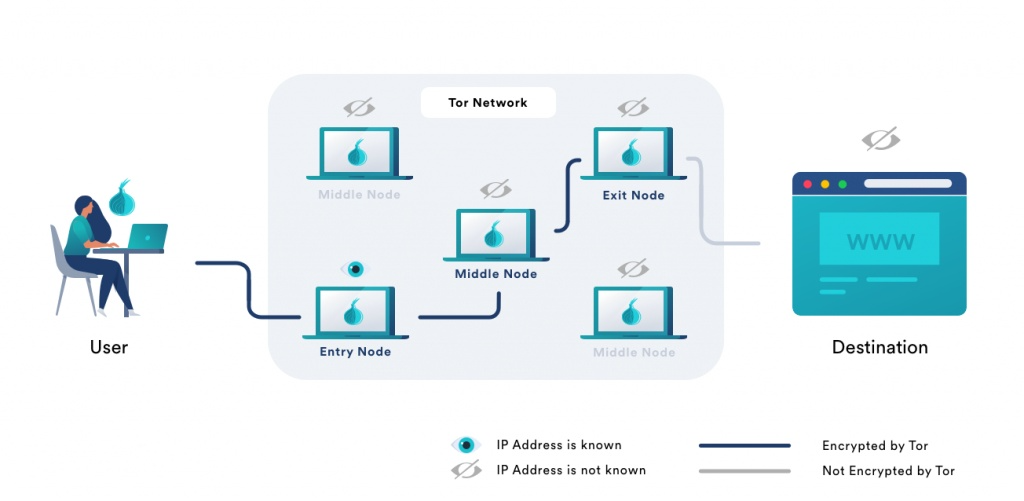 Tor Network
Middle Node
Exit Node
WWW
Middle Node
Entry Node
Middle Node
User
Destination
IP Address is known
Encrypted by Tor
IP Address is not known
Not Encrypted by Tor